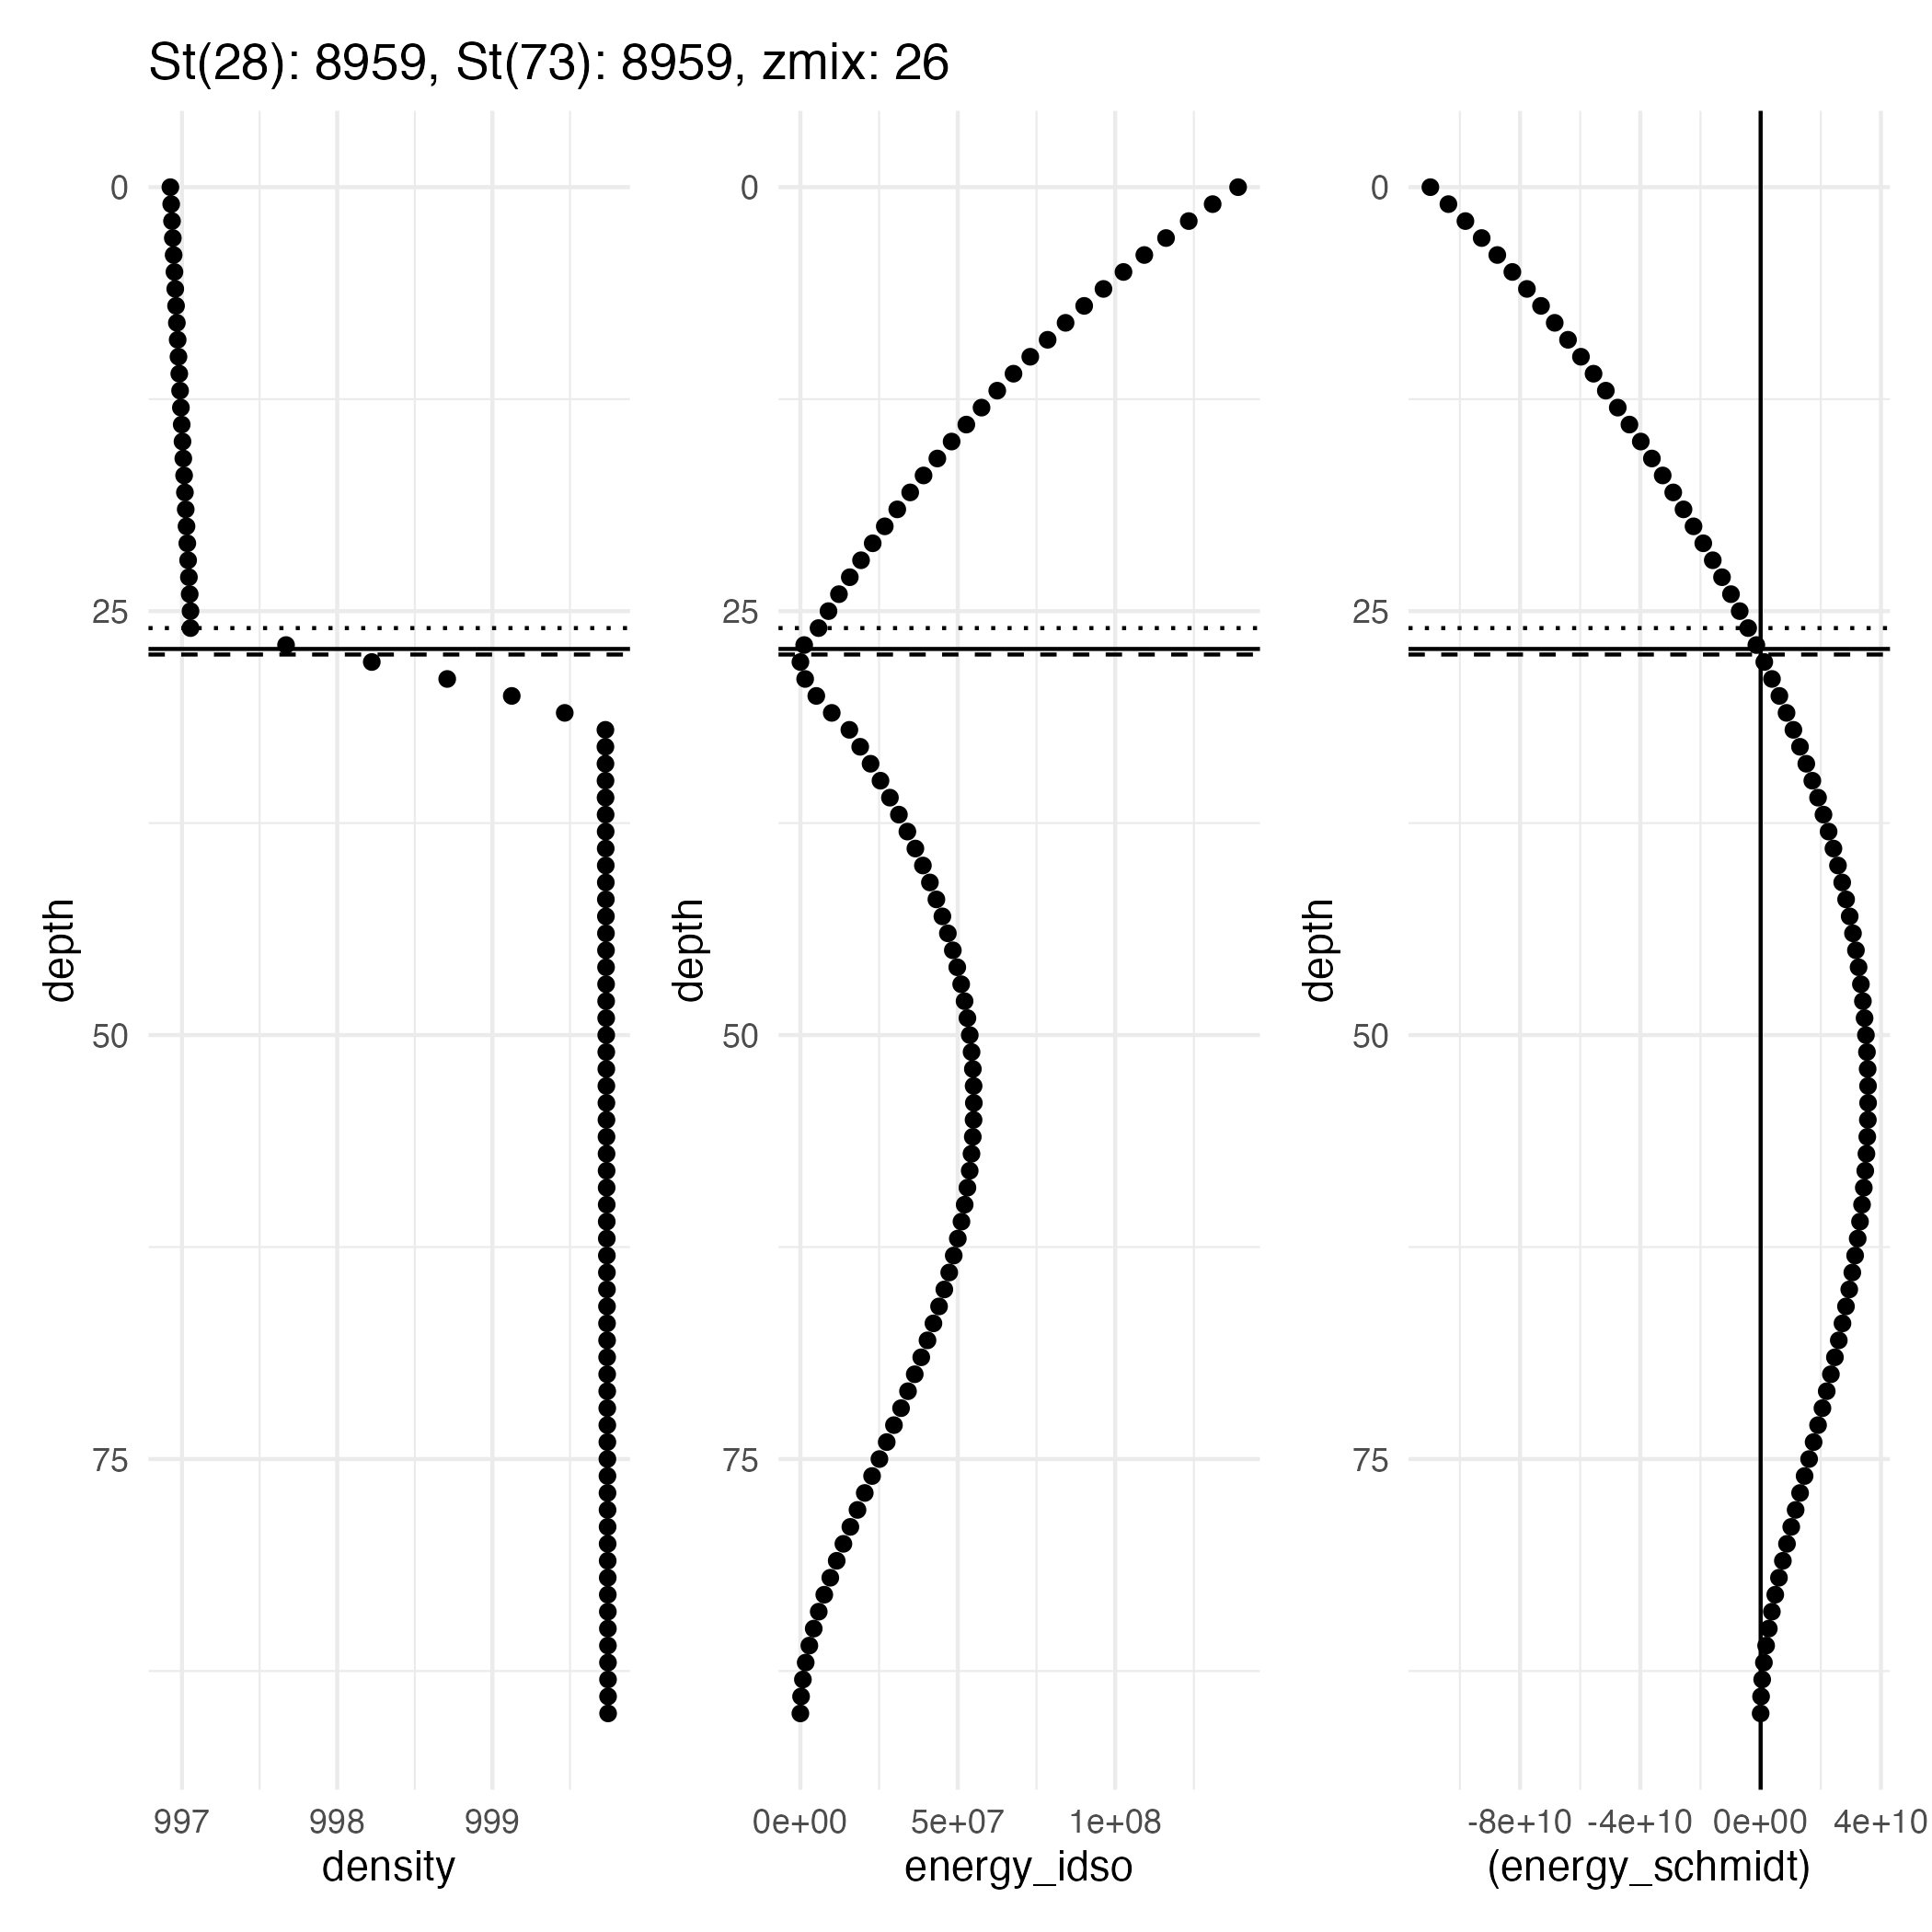 St(28): 8959, St(73): 8959, zmix: 26
0
25
50
75
depth
997
998
999
density
0
25
50
75
depth
0e+00
5e+07
1e+08
energy_idso
0
25
50
75
depth
-8e+10
-4e+10
0e+00
4e+10
(energy_schmidt)